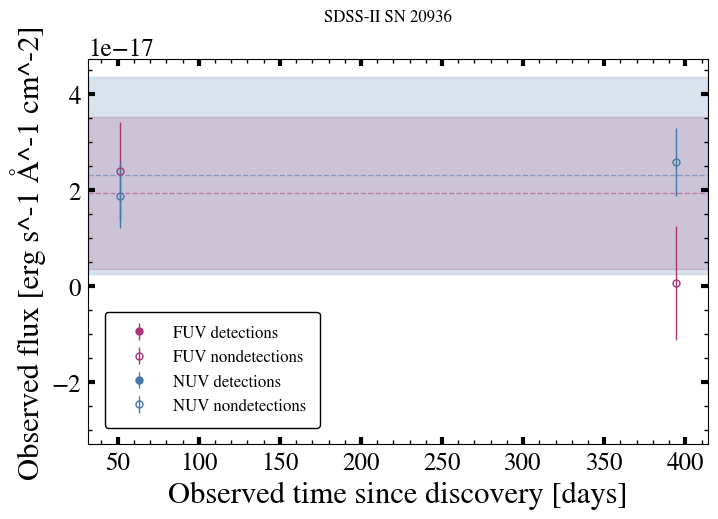 SDSS-II SN 20936
1e−17
4
2
0
−2
Observed flux [erg s^-1 Å^-1 cm^-2]
FUV detections
FUV nondetections
NUV detections
NUV nondetections
50 100 150 200 250 300 350 400
Observed time since discovery [days]